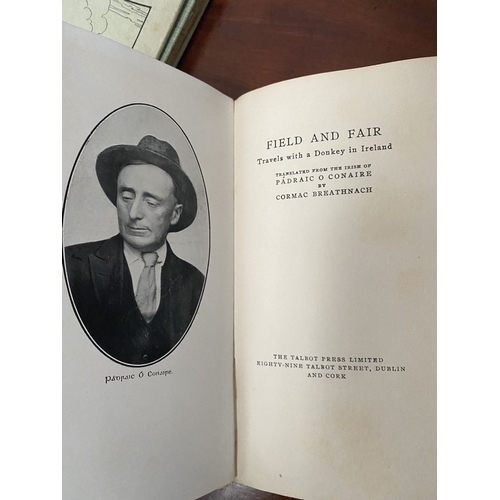 Pádraic Ó Conaire.
FIELD AND FAIR
Travels with a Donkey in Ireland
TRANSLATED FROM THE IRISH OF
PÁDRAIC O CONAIRE
BY
CORMAC BREATHNACH
THE TALBOT PRESS LIMITED
EIGHTY-NINE TALBOT STREET, DUBLIN
AND CORK